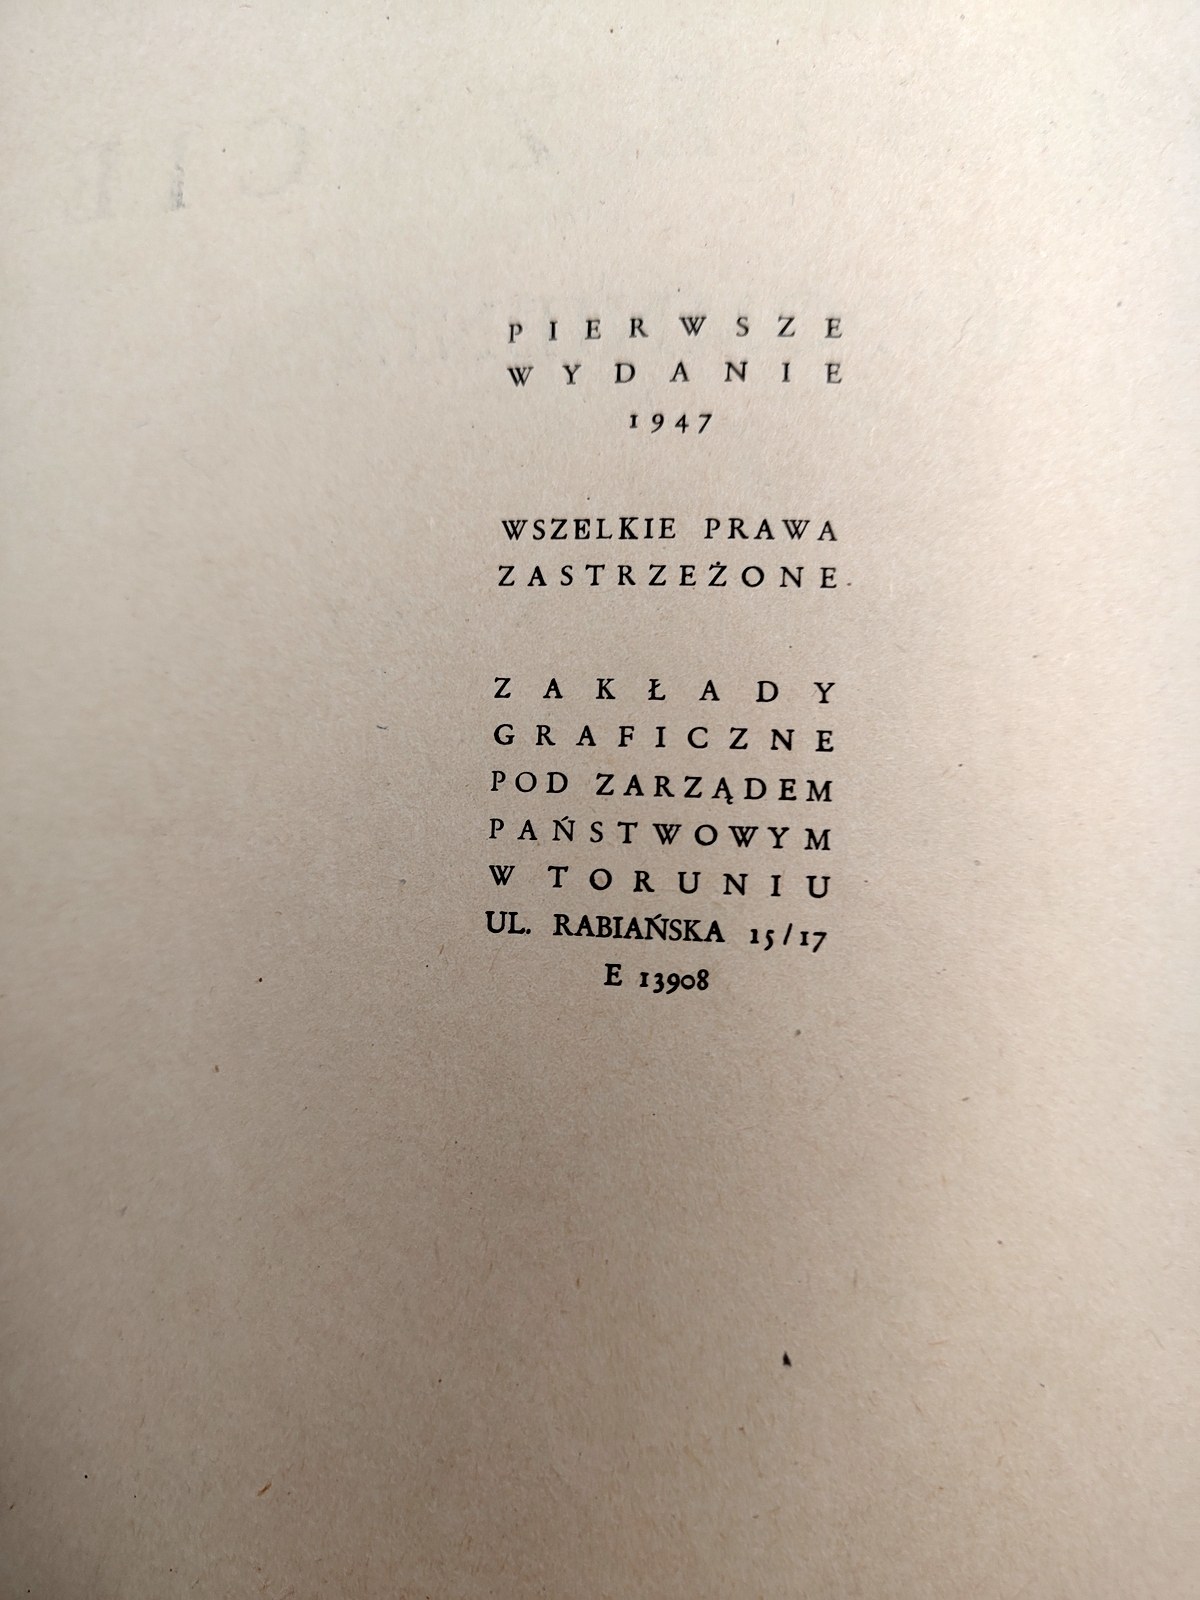 PIERWSZE
WYDANIE
1947
WSZELKIE PRAWA
ZASTRZEŻONE.
ZAKŁADY
GRAFICZNE
POD ZARZĄDEM
PAŃSTWOWYM
W TORUNIU
UL. RABIAŃSKA 15/17
E 13908